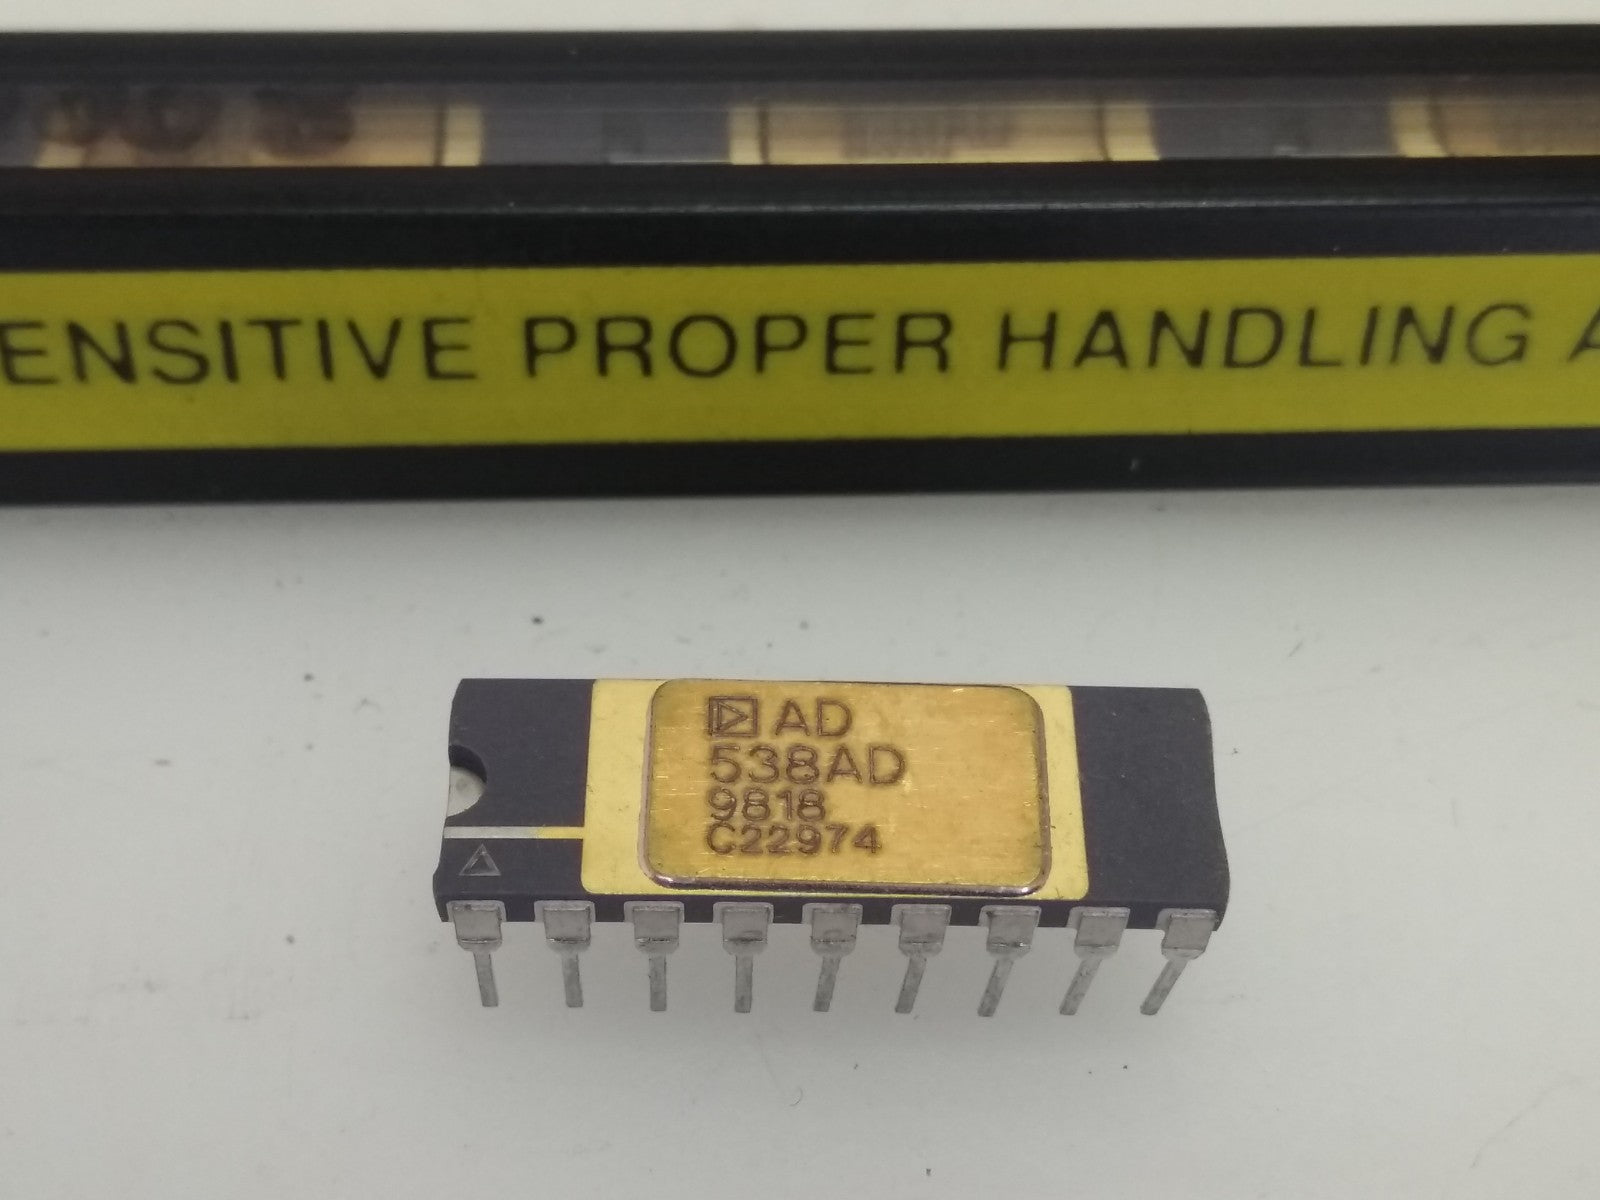 ENSITIVE PROPER HANDLING A
AD
538AD
9818
C22974